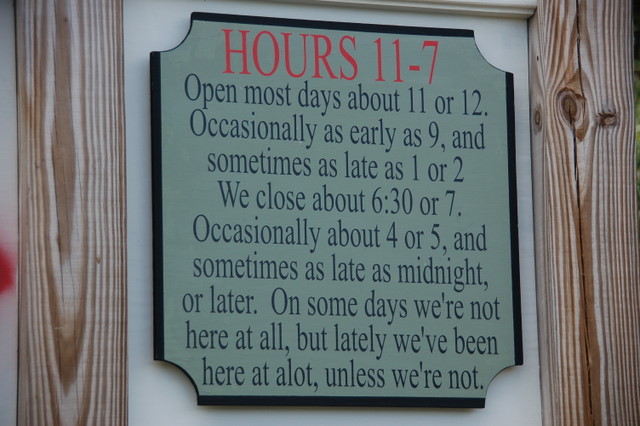 HOURS 11-7
Open most days about 11 or 12.
Occasionally as early as 9, and
sometimes as late as 1 or 2
We close about 6:30 or 7.
Occasionally about 4 or 5, and
sometimes as late as midnight,
or later. On some days we're not
here at all, but lately we've been
here at alot, unless we're not.